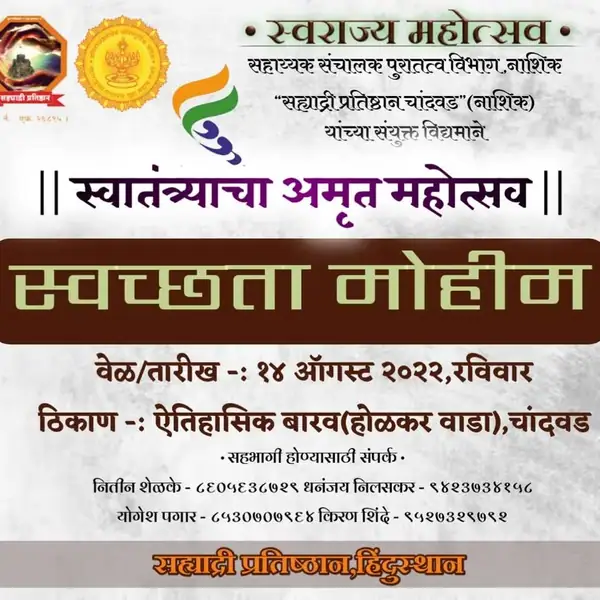 • स्वराज्य महोत्सव •
सहाय्यक संचालक पुरातत्व विभाग ,नाशिक
“सह्याद्री प्रतिष्ठान चांदवड”(नाशिक)
यांच्या संयुक्त विद्यमाने
सह्याद्री प्रतिष्ठान
|| स्वातंत्र्याचा अमृत महोत्सव ||
स्वच्छता मोहीम
वेळ/तारीख -: १४ ऑगस्ट २०२२,रविवार
ठिकाण -: ऐतिहासिक बारव(होळकर वाडा),चांदवड
• सहभागी होण्यासाठी संपर्क •
नितीन शेळके - ८६०५६३८७२९ धनंजय निलसकर - ९४२३७३४१५८
योगेश पगार - ८५३०७०७९६४ किरण शिंदे - ९५२७३२९७९२
सह्याद्री प्रतिष्ठान,हिंदुस्थान